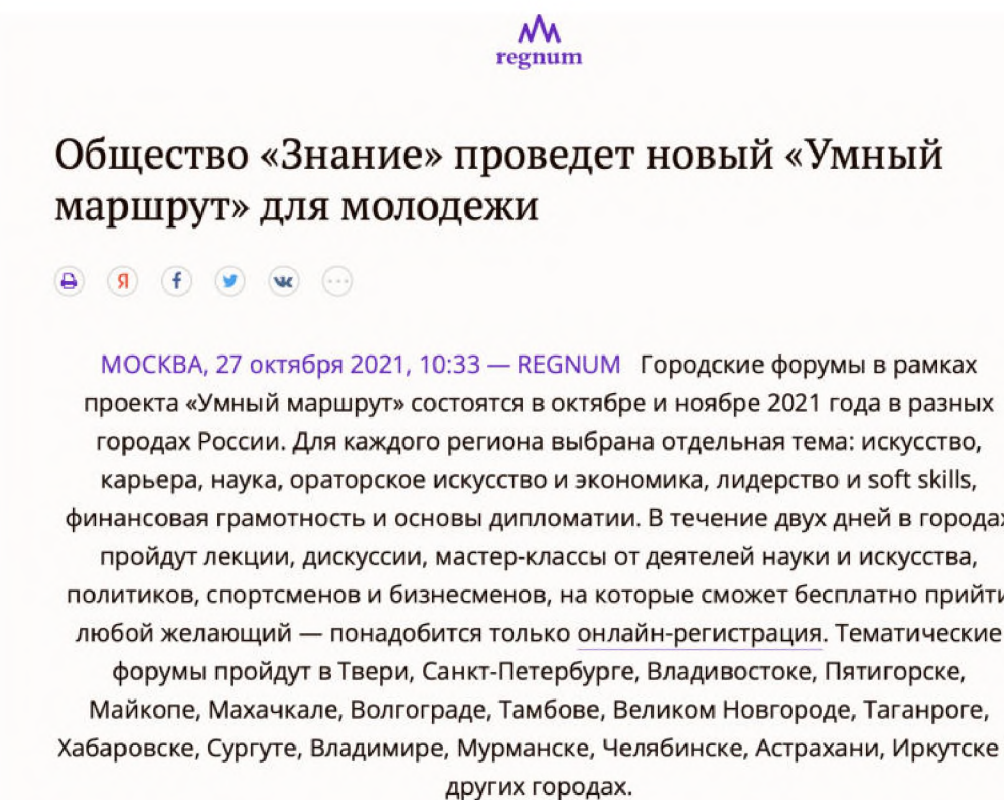 regnum
Общество «Знание» проведет новый «Умный
маршрут» для молодежи
МОСКВА, 27 октября 2021, 10:33 — REGNUM Городские форумы в рамках
проекта «Умный маршрут» состоятся в октябре и ноябре 2021 года в разных
городах России. Для каждого региона выбрана отдельная тема: искусство,
карьера, наука, ораторское искусство и экономика, лидерство и soft skills,
финансовая грамотность и основы дипломатии. В течение двух дней в городах
пройдут лекции, дискуссии, мастер-классы от деятелей науки и искусства,
политиков, спортсменов и бизнесменов, на которые сможет бесплатно прийти
любой желающий — понадобится только онлайн-регистрация. Тематические
форумы пройдут в Твери, Санкт-Петербурге, Владивостоке, Пятигорске,
Майкопе, Махачкале, Волгограде, Тамбове, Великом Новгороде, Таганроге,
Хабаровске, Сургуте, Владимире, Мурманске, Челябинске, Астрахани, Иркутске
других городах.